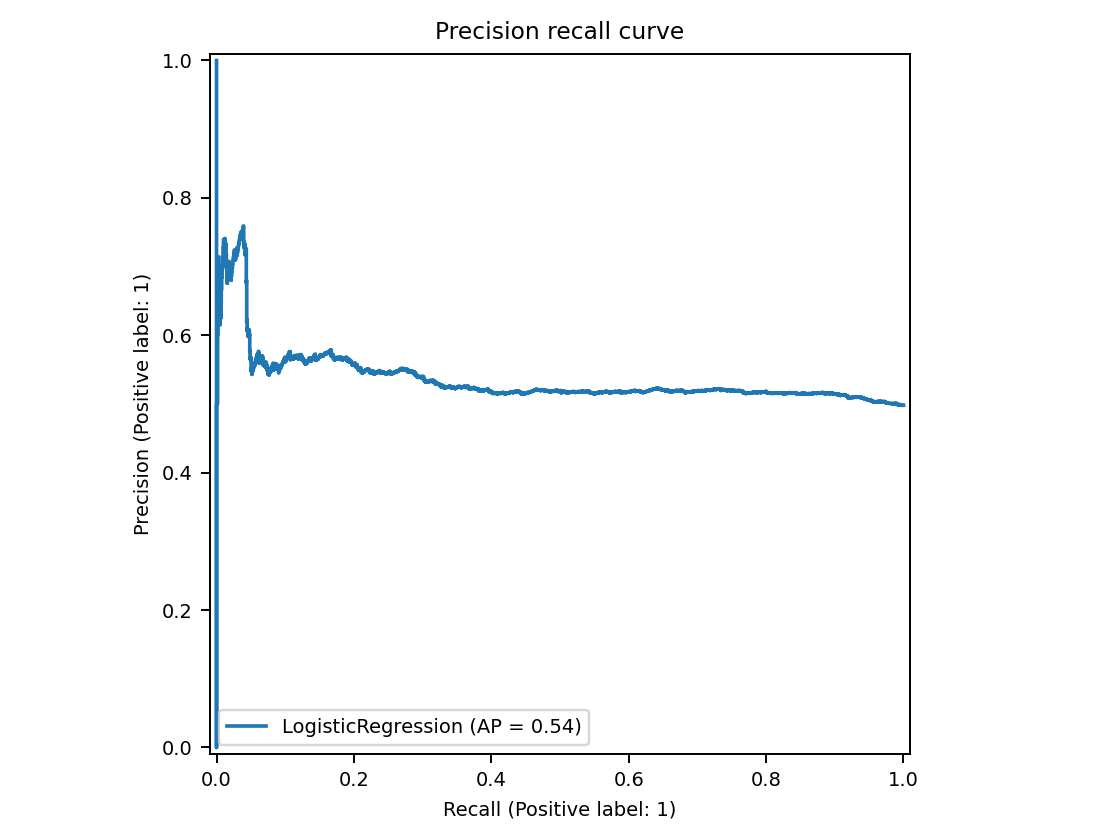 Precision recall curve
1.0
0.8
0.6
0.4
0.2
0.0
Precision (Positive label: 1)
LogisticRegression (AP = 0.54)
0.0 0.2 0.4 0.6 0.8 1.0
Recall (Positive label: 1)